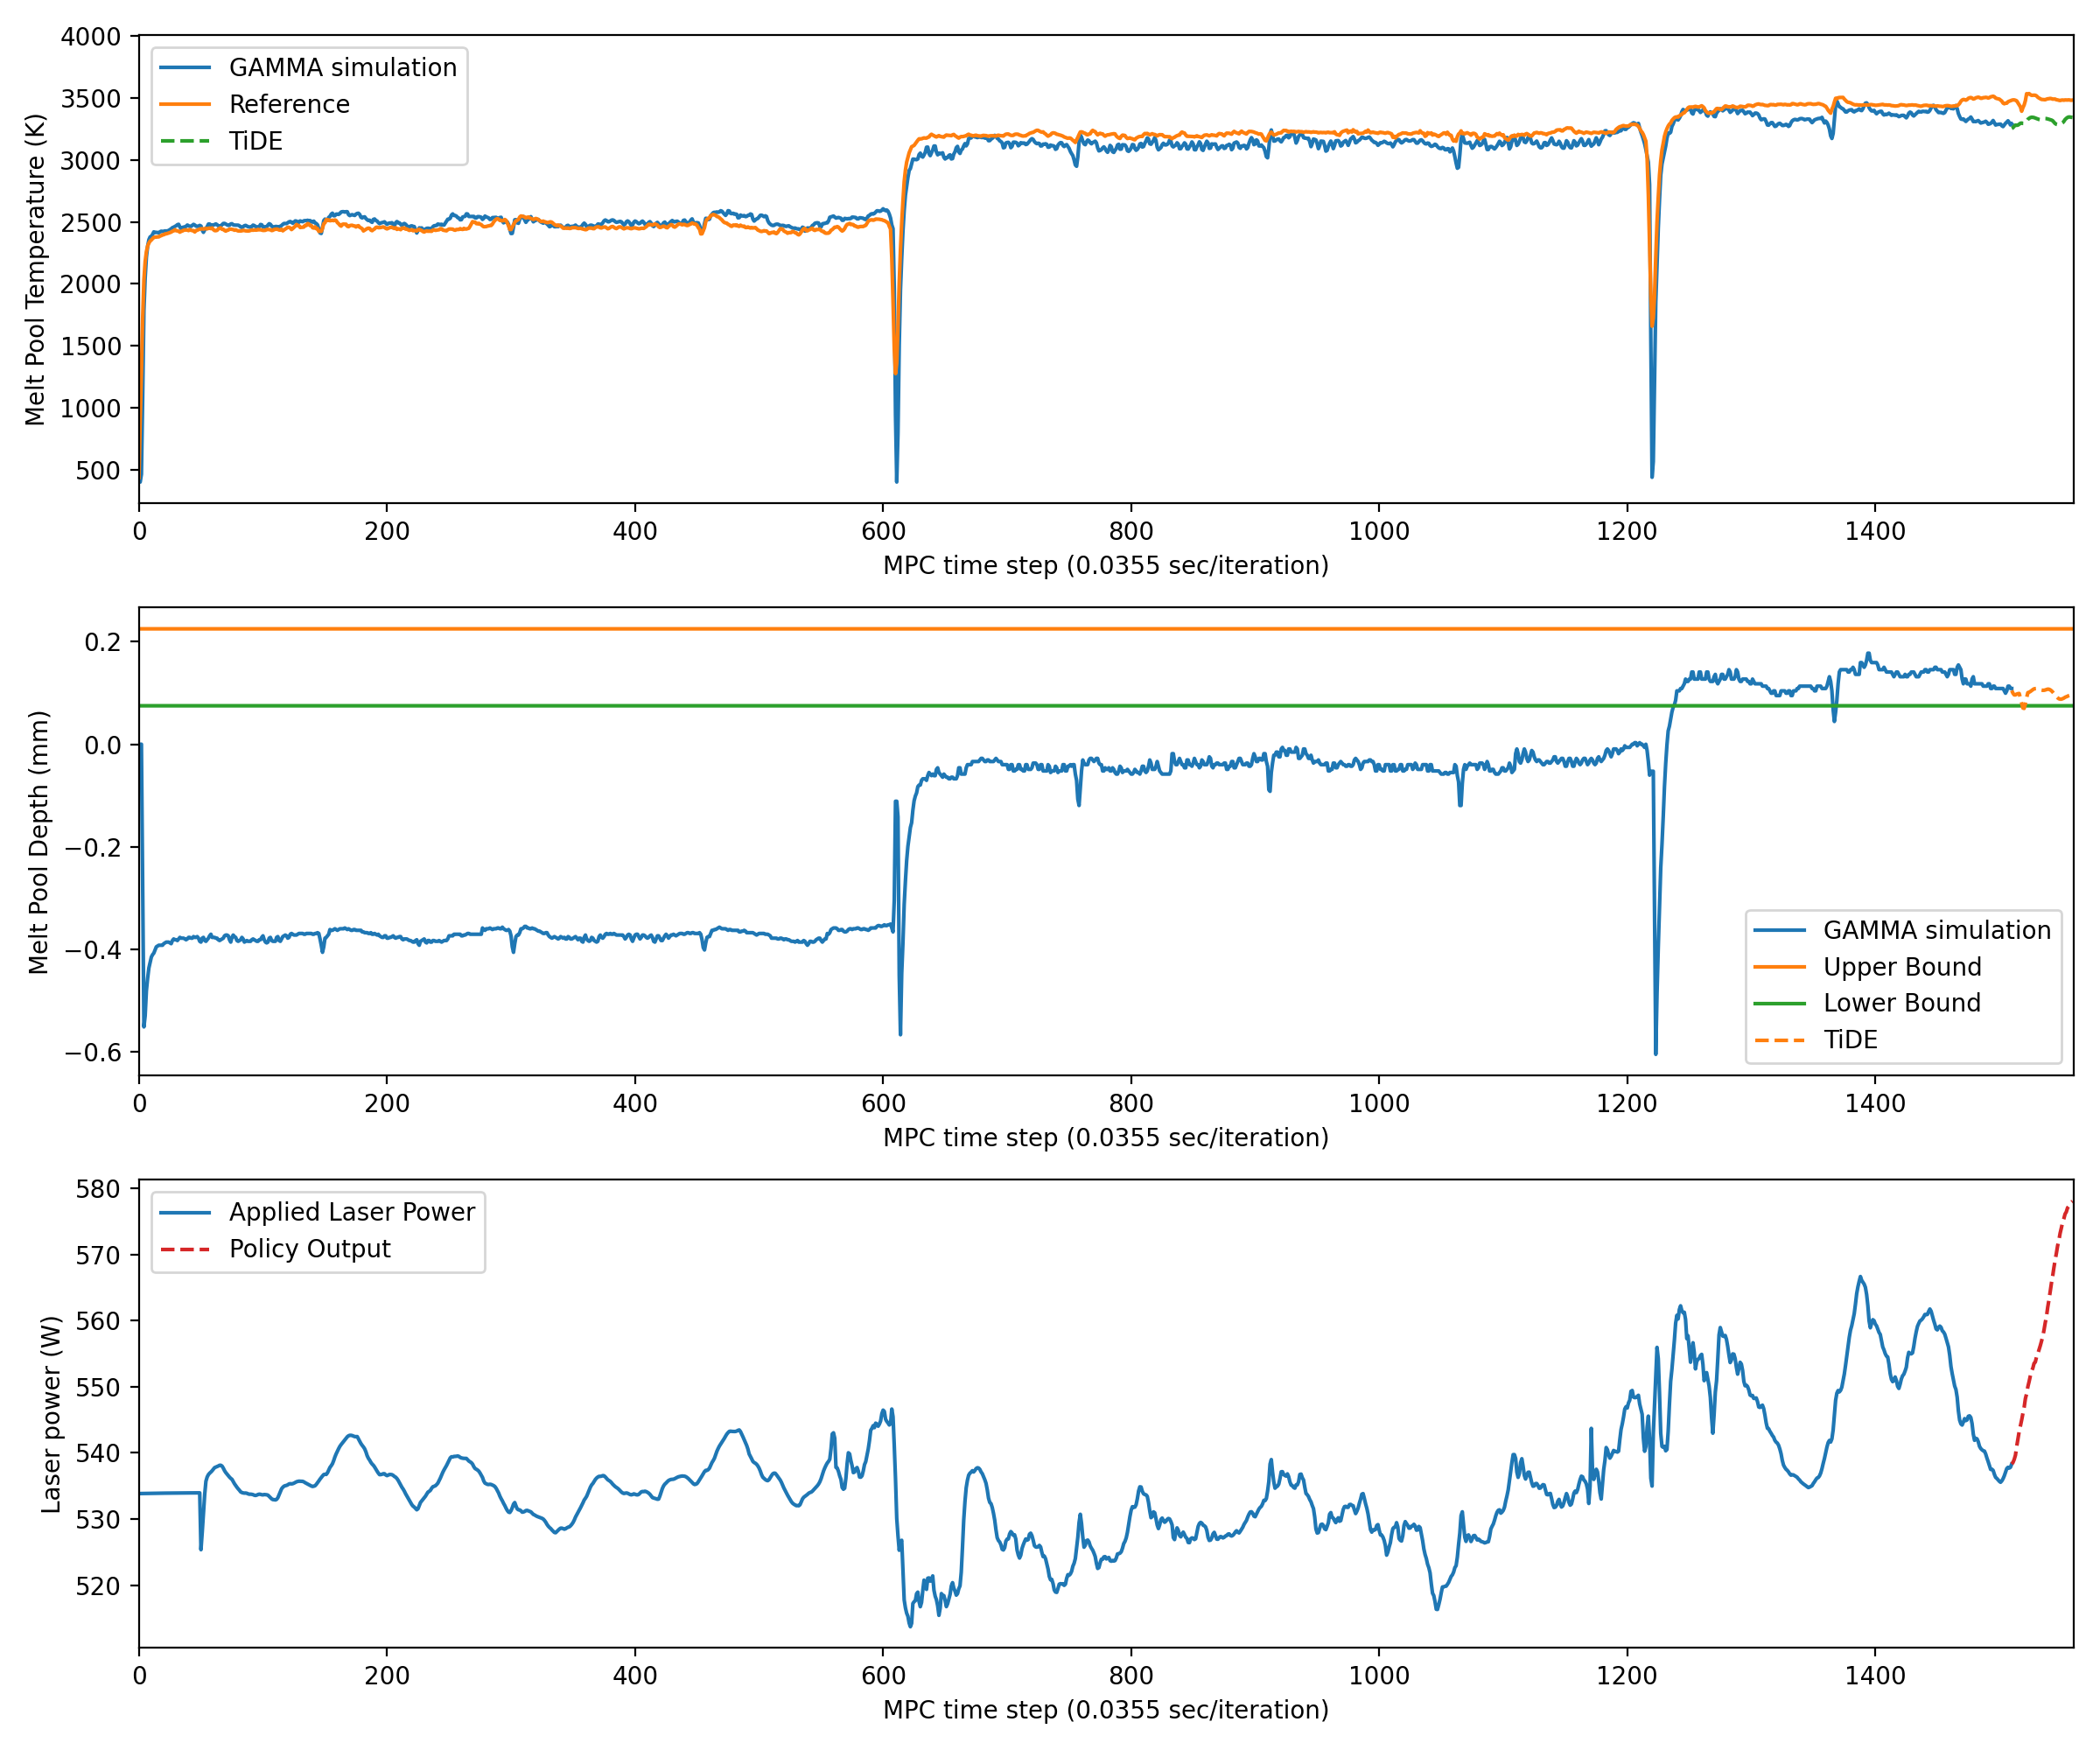 4000
3500
3000
2500
2000
1500
1000
500
Melt Pool Temperature (K)
GAMMA simulation
Reference
TiDE
0 200 400 600 800 1000 1200 1400
MPC time step (0.0355 sec/iteration)
0.2
0.0
−0.2
−0.4
−0.6
Melt Pool Depth (mm)
GAMMA simulation
Upper Bound
Lower Bound
TiDE
0 200 400 600 800 1000 1200 1400
MPC time step (0.0355 sec/iteration)
580
570
560
550
540
530
520
Laser power (W)
Applied Laser Power
Policy Output
0 200 400 600 800 1000 1200 1400
MPC time step (0.0355 sec/iteration)